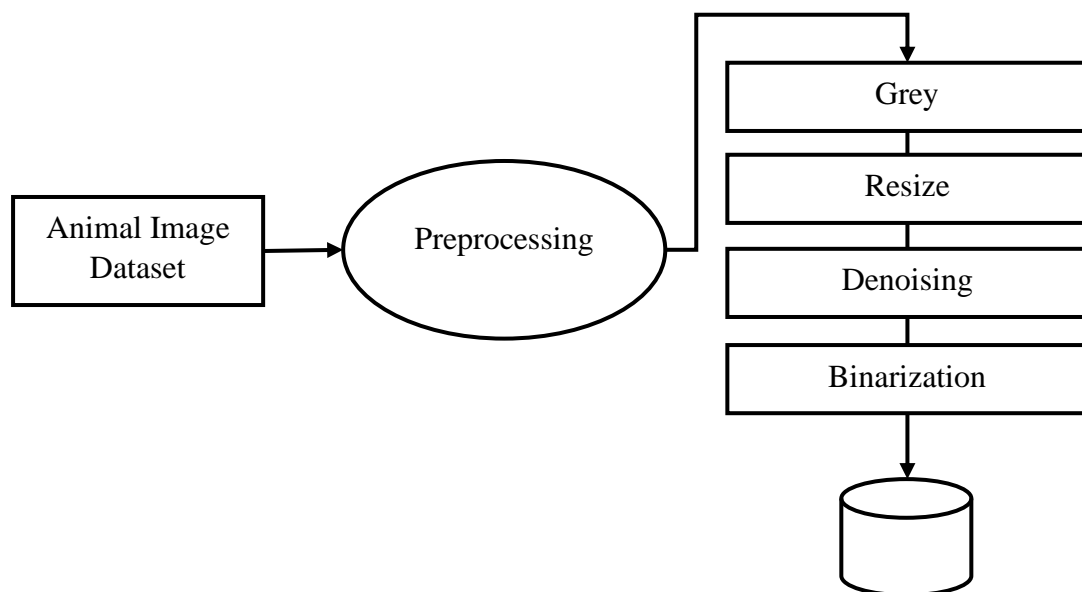 Animal Image
Dataset
Preprocessing
Grey
Resize
Denoising
Binarization